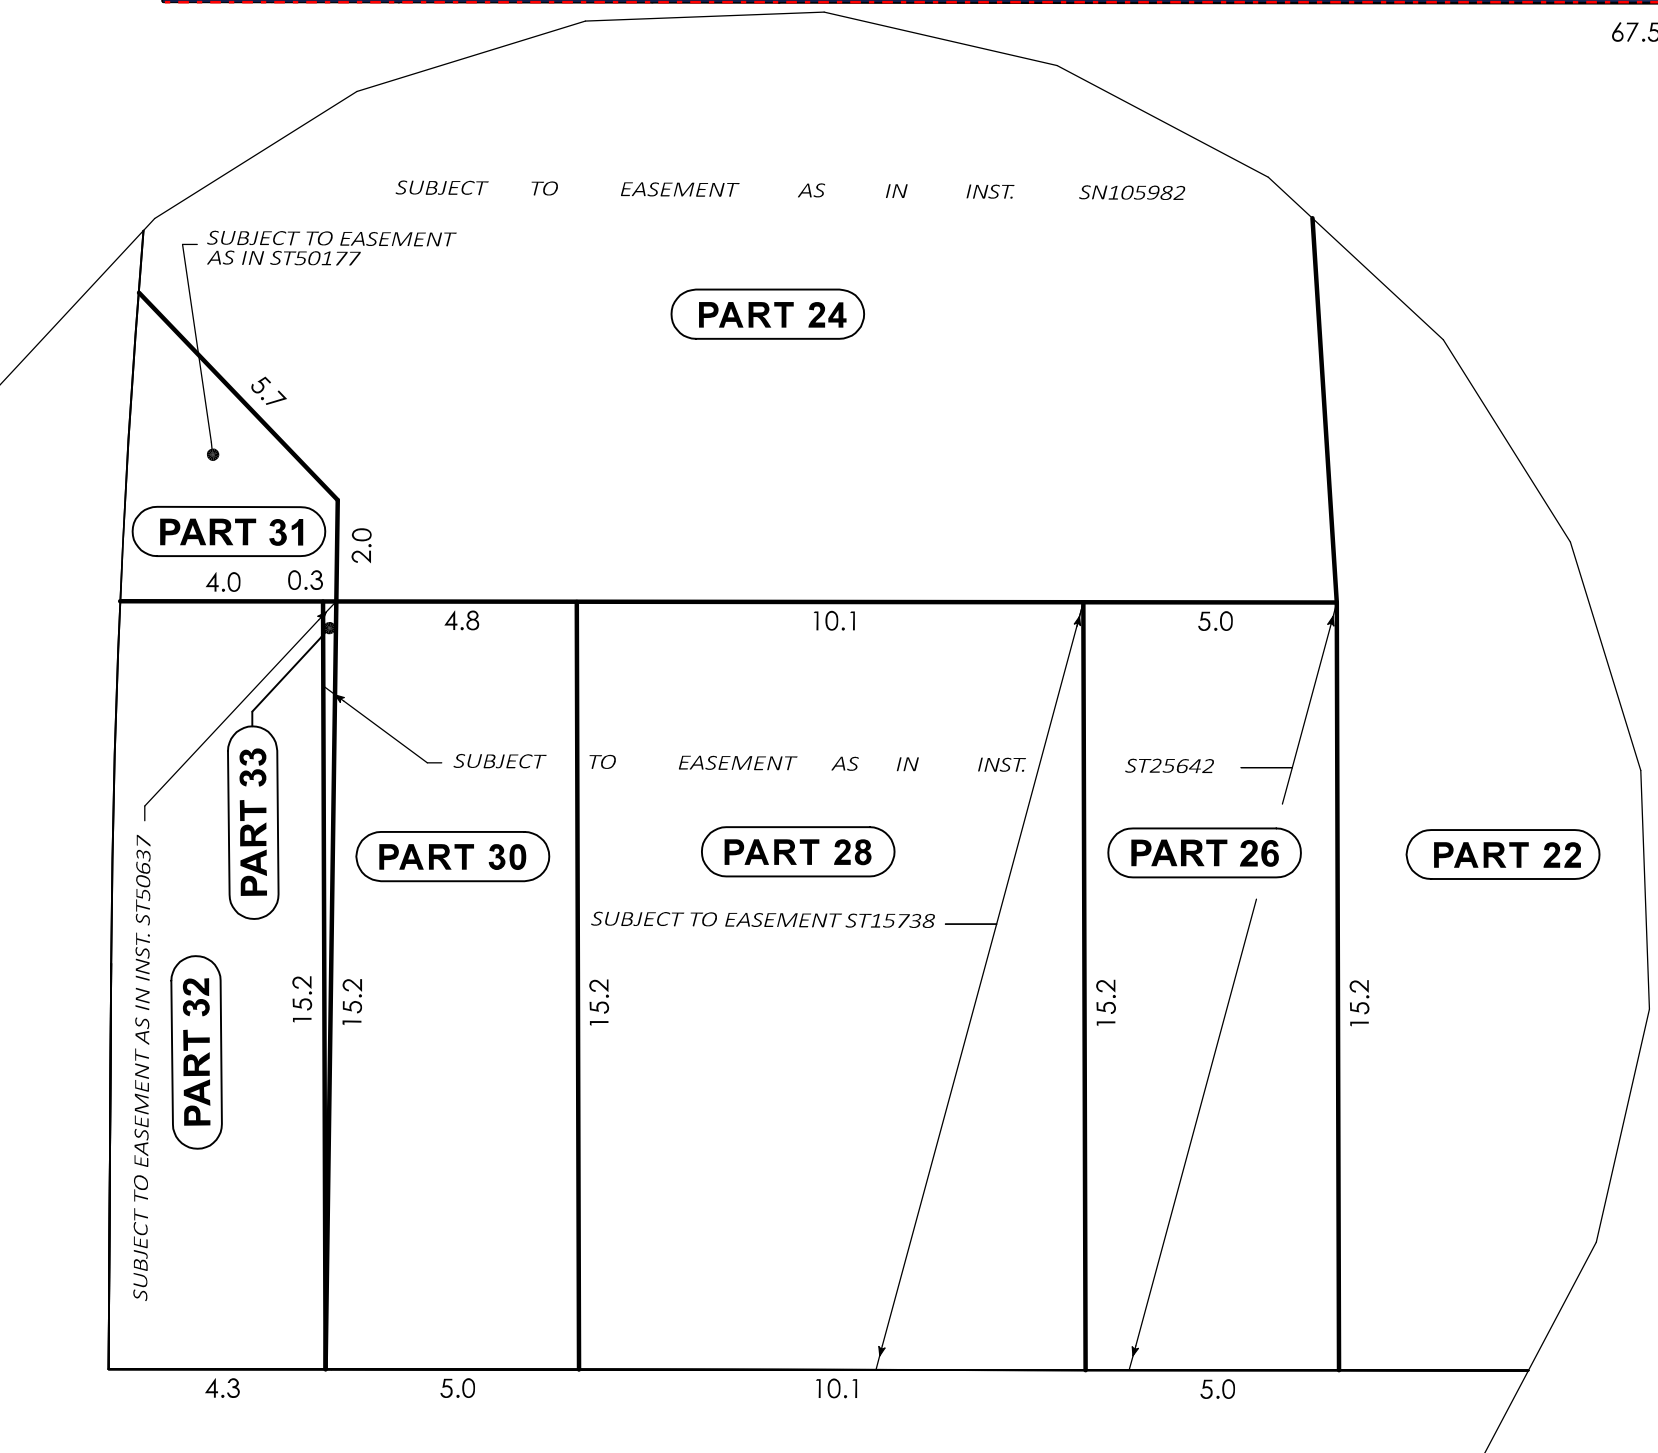 67.5
SUBJECT TO EASEMENT AS IN INST. SN105982
SUBJECT TO EASEMENT
AS IN ST50177
PART 24
5.7
PART 31
2.0
4.0 0.3
4.8 10.1 5.0
PART 33
SUBJECT TO EASEMENT AS IN INST. ST25642
PART 30
PART 28
PART 26
PART 22
SUBJECT TO EASEMENT ST15738
SUBJECT TO EASEMENT AS IN INST. ST50637
PART 32
15.2 15.2 15.2 15.2 15.2
4.3 5.0 10.1 5.0